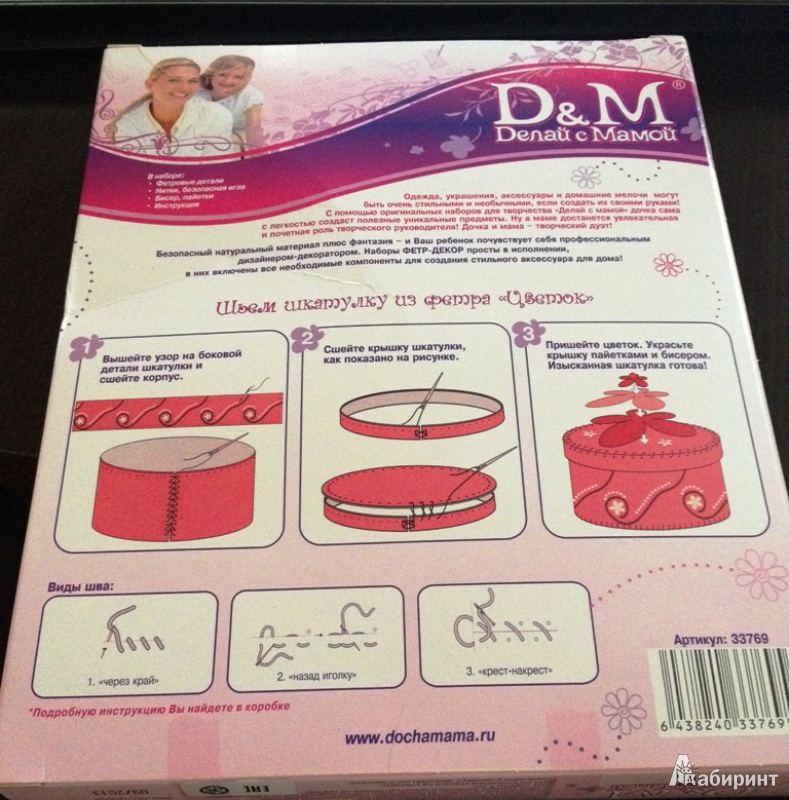 D&M®
Делай с Мамой
В наборе:
• Фетровые детали
• Нитки, безопасная игла
• Бисер, пайетки
• Инструкция
Одежда, украшения, аксессуары и домашние мелочи могут
быть очень стильными и необычными, если создать их своими руками!
С помощью оригинальных наборов для творчества «Делай с мамой» дочка сама
с легкостью создаст полезные уникальные предметы. Ну а маме достанется увлекательная
и почетная роль творческого руководителя! Дочка и мама – творческий дуэт!
Безопасный натуральный материал плюс фантазия – и Ваш ребенок почувствует себя профессиональным
дизайнером-декоратором. Наборы ФЕТР-ДЕКОР просты в исполнении,
в них включены все необходимые компоненты для создания стильного аксессуара для дома!
Шьем шкатулку из фетра «Цветок»
1
Вышейте узор на боковой
детали шкатулки и
сшейте корпус.
2
Сшейте крышку шкатулки,
как показано на рисунке.
3
Пришейте цветок. Украсьте
крышку пайетками и бисером.
Изысканная шкатулка готова!
Виды шва:
1. «через край»
2. «назад иголку»
3. «крест-накрест»
*Подробную инструкцию Вы найдете в коробке
www.dochamama.ru
Артикул: 33769
6 438240 33769
03/2013
EAC
Лабиринт